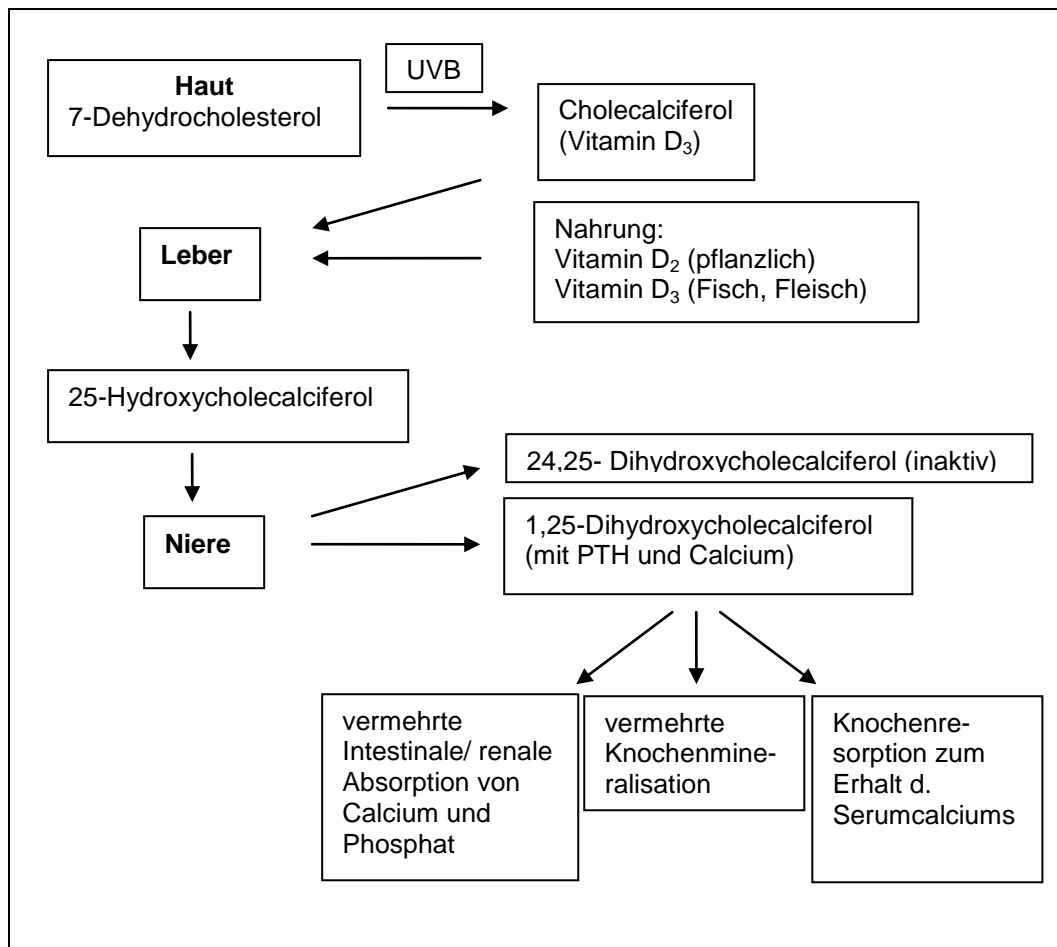 Haut
7-Dehydrocholesterol
UVB
Cholecalciferol
(Vitamin D₃)
Leber
Nahrung:
Vitamin D₂ (pflanzlich)
Vitamin D₃ (Fisch, Fleisch)
25-Hydroxycholecalciferol
24,25- Dihydroxycholecalciferol (inaktiv)
Niere
1,25-Dihydroxycholecalciferol
(mit PTH und Calcium)
vermehrte
Intestinale/ renale
Absorption von
Calcium und
Phosphat
vermehrte
Knochenmine-
ralisation
Knochenre-
sorption zum
Erhalt d.
Serumcalciums